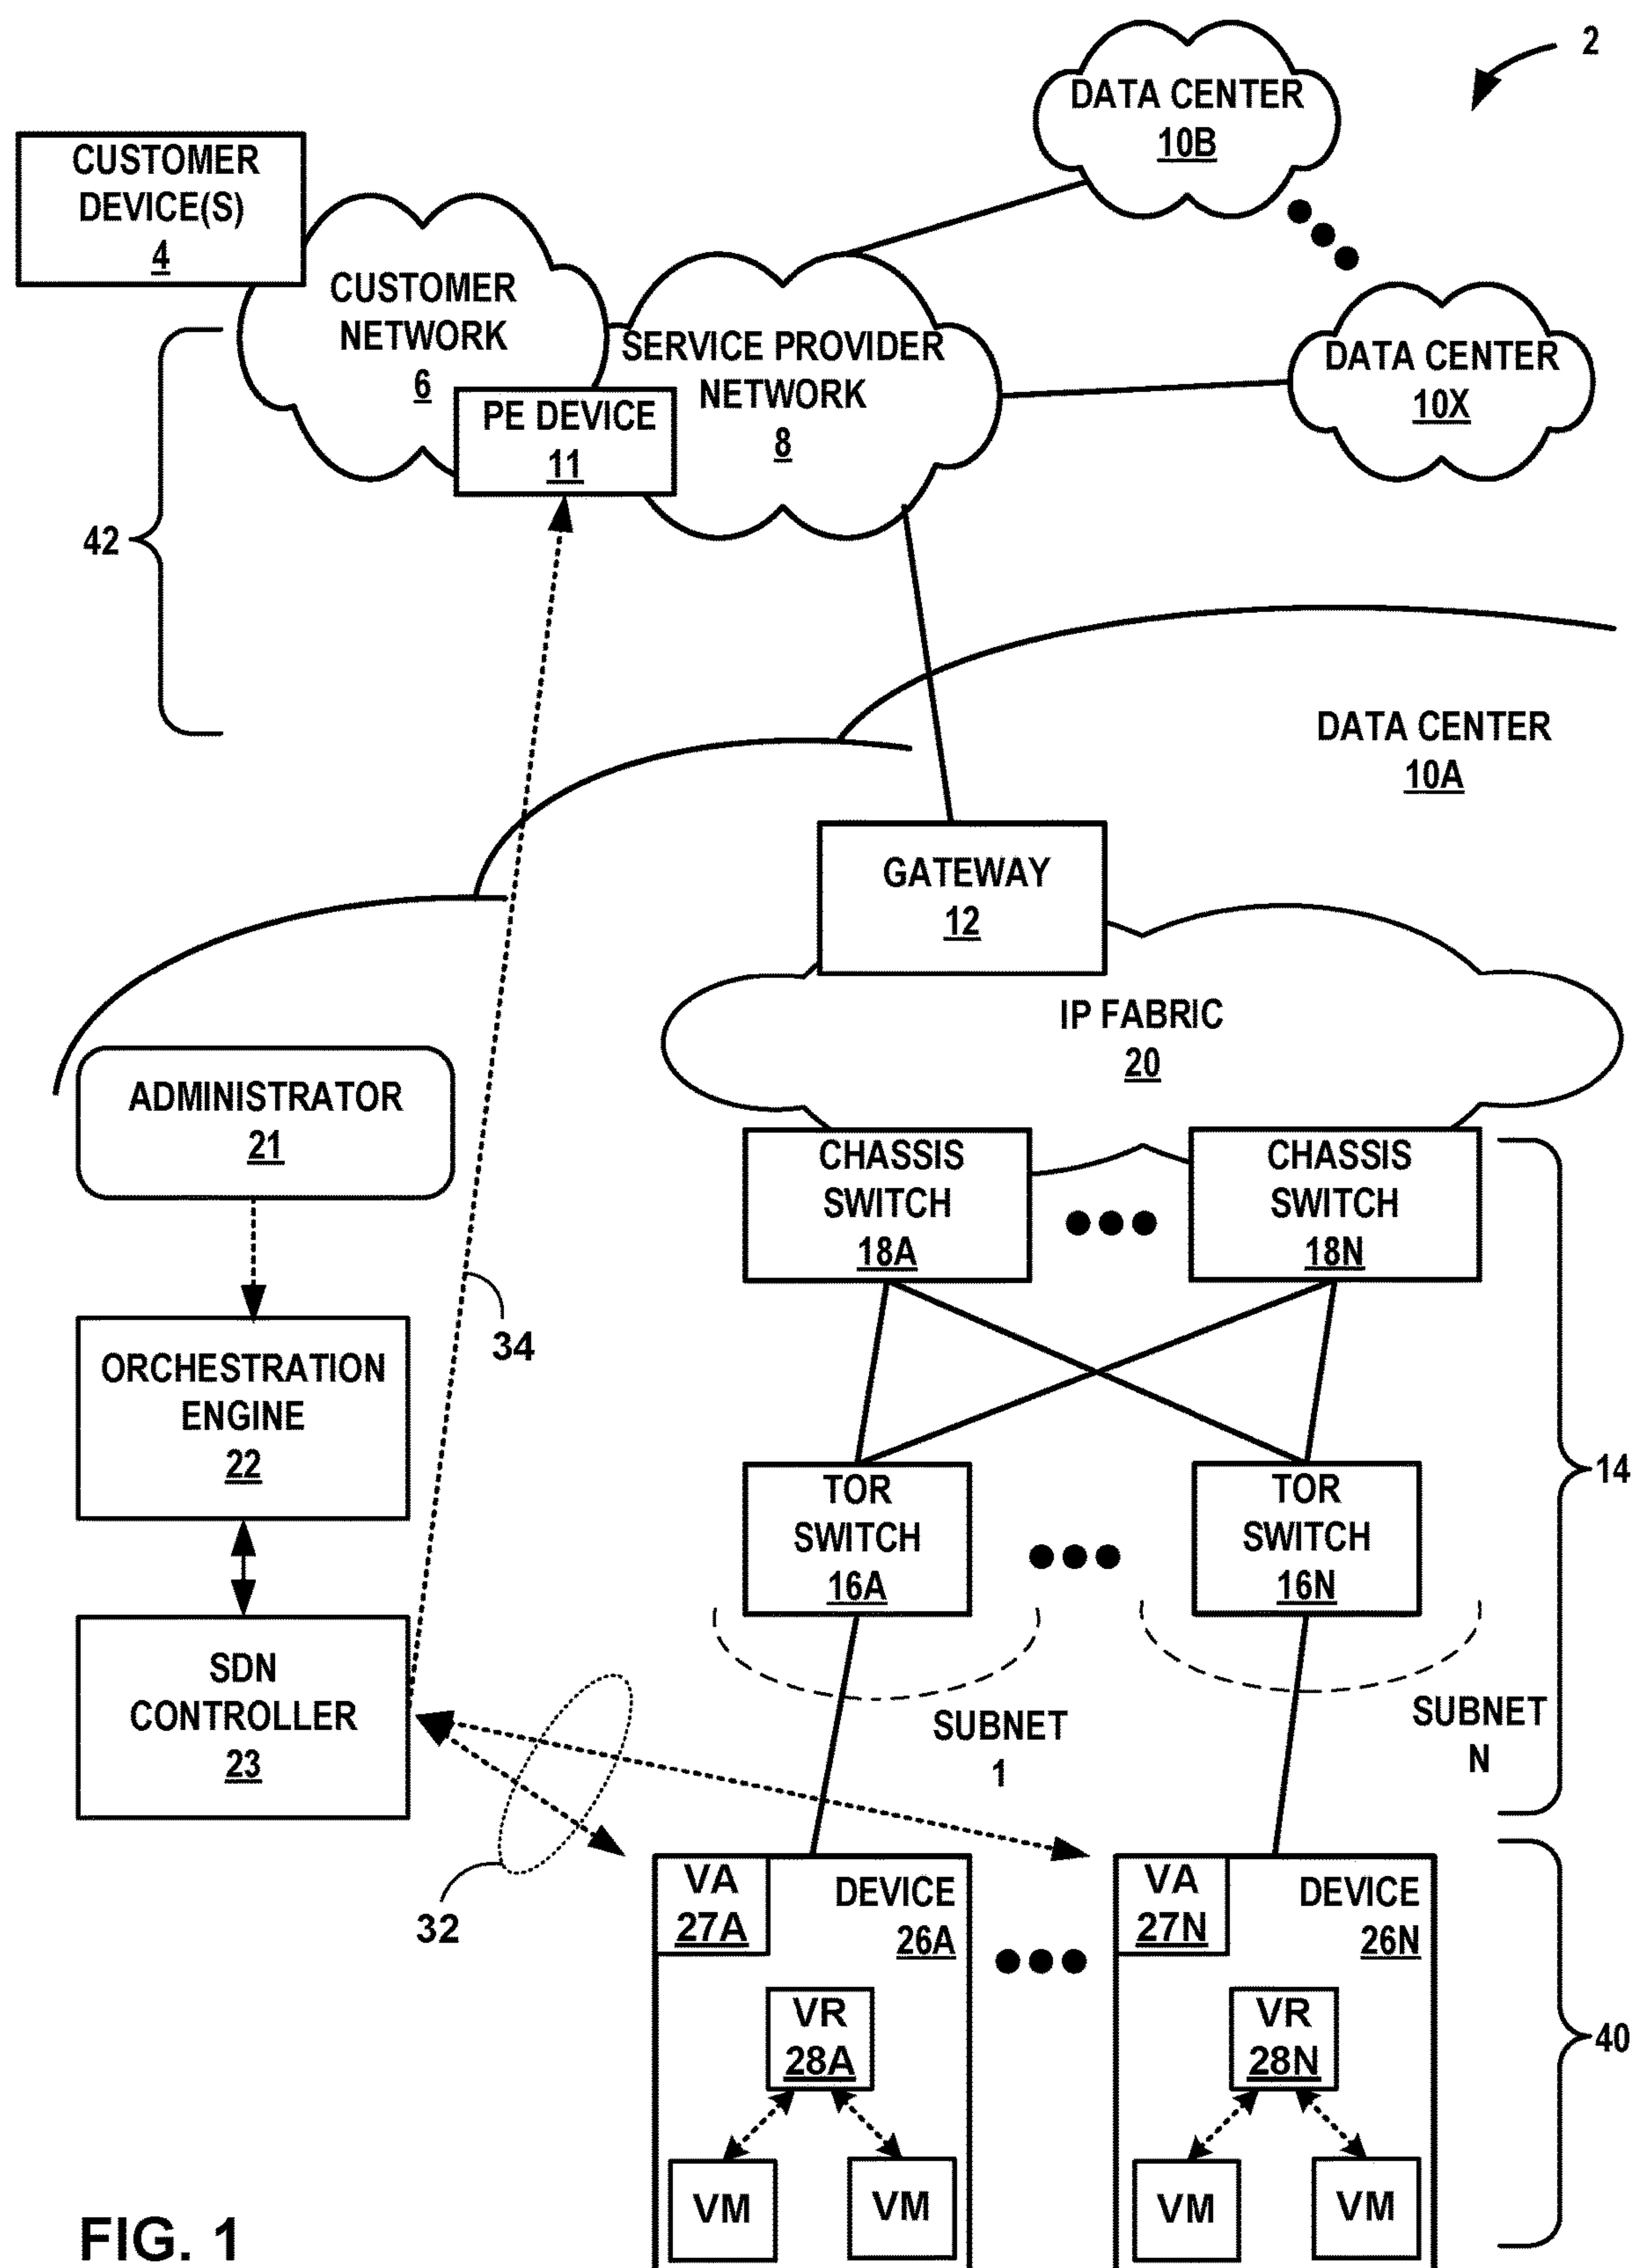 2
DATA CENTER
10B
CUSTOMER
DEVICE(S)
4
CUSTOMER
NETWORK
6
SERVICE PROVIDER
NETWORK
8
DATA CENTER
10X
PE DEVICE
11
42
DATA CENTER
10A
GATEWAY
12
IP FABRIC
20
ADMINISTRATOR
21
CHASSIS
SWITCH
18A
CHASSIS
SWITCH
18N
34
ORCHESTRATION
ENGINE
22
14
TOR
SWITCH
16A
TOR
SWITCH
16N
SDN
CONTROLLER
23
SUBNET
1
SUBNET
N
32
VA
27A
DEVICE
26A
VA
27N
DEVICE
26N
VR
28A
VR
28N
40
VM
VM
VM
VM
FIG. 1